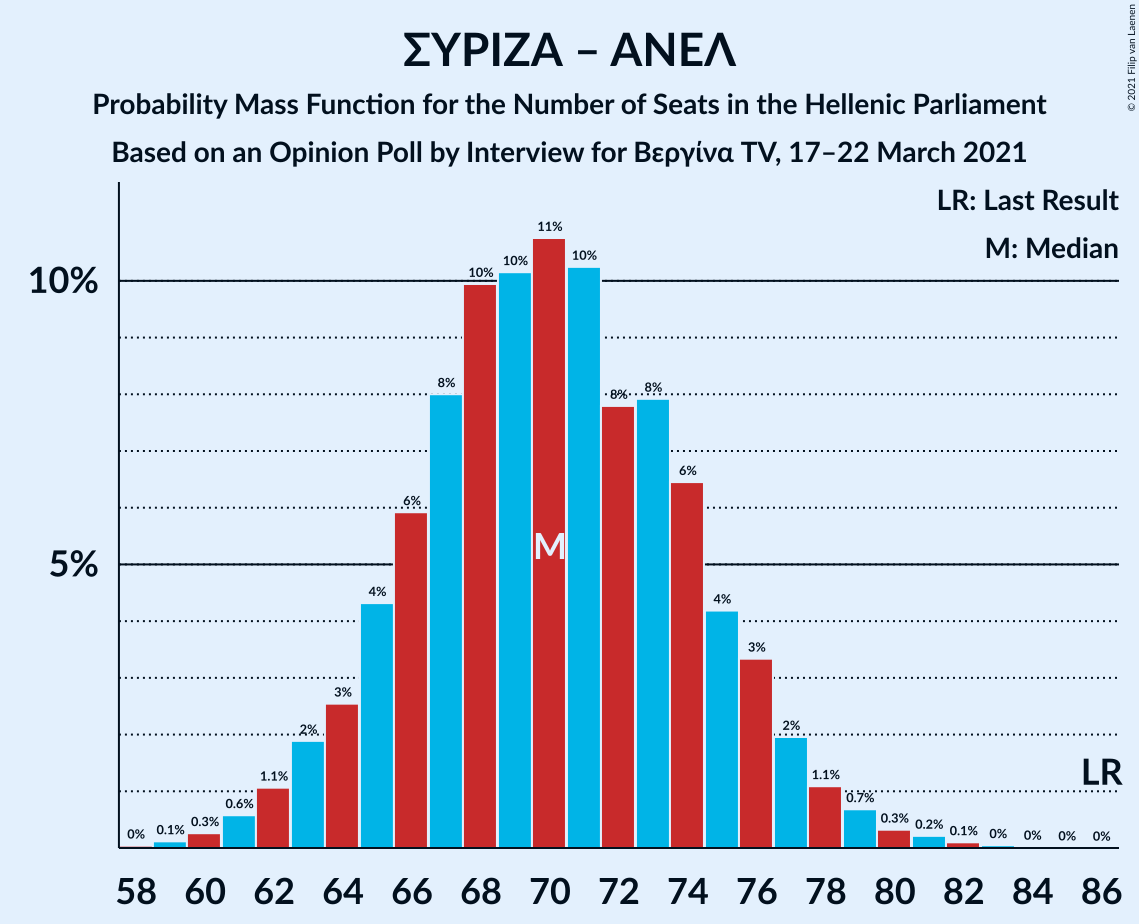 ΣΥΡΙΖΑ – ΑΝΕΛ
Probability Mass Function for the Number of Seats in the Hellenic Parliament
Based on an Opinion Poll by Interview for Βεργίνα TV, 17–22 March 2021
© 2021 Filip van Laenen
LR: Last Result
M: Median
10%
5%
0% 0.1% 0.3% 0.6% 1.1% 2% 3% 4% 6% 8% 10% 10% 11% 10% 8% 8% 6% 4% 3% 2% 1.1% 0.7% 0.3% 0.2% 0.1% 0% 0% 0% 0%
M
LR
58 60 62 64 66 68 70 72 74 76 78 80 82 84 86